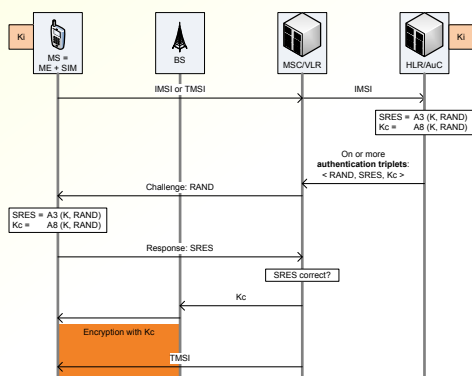 Ki
MS =
ME + SIM
BS
MSC/VLR
HLR/AuC
Ki
IMSI or TMSI
IMSI
SRES = A3 (K, RAND)
Kc = A8 (K, RAND)
On or more
authentication triplets:
< RAND, SRES, Kc >
Challenge: RAND
SRES = A3 (K, RAND)
Kc = A8 (K, RAND)
Response: SRES
SRES correct?
Kc
Encryption with Kc
TMSI